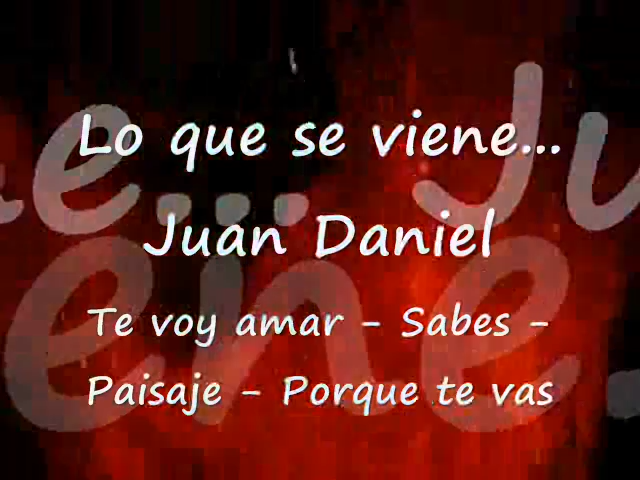 Lo que se viene...
Juan Daniel
Te voy amar - Sabes -
Paisaje - Porque te vas